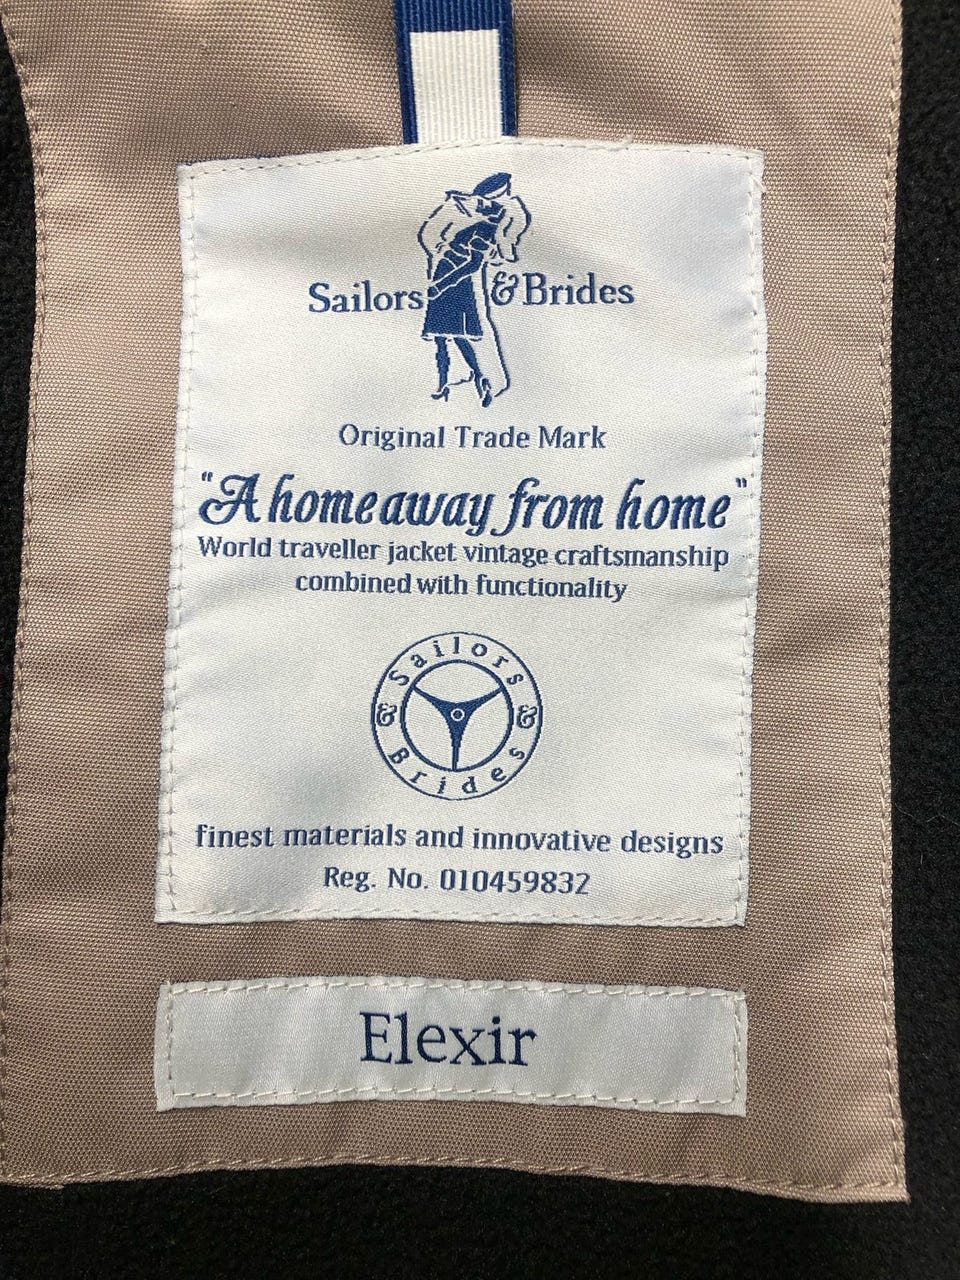 Sailors & Brides
Original Trade Mark
"A home away from home"
World traveller jacket vintage craftsmanship
combined with functionality
Sailors
& &
Brides
finest materials and innovative designs
Reg. No. 010459832
Elexir